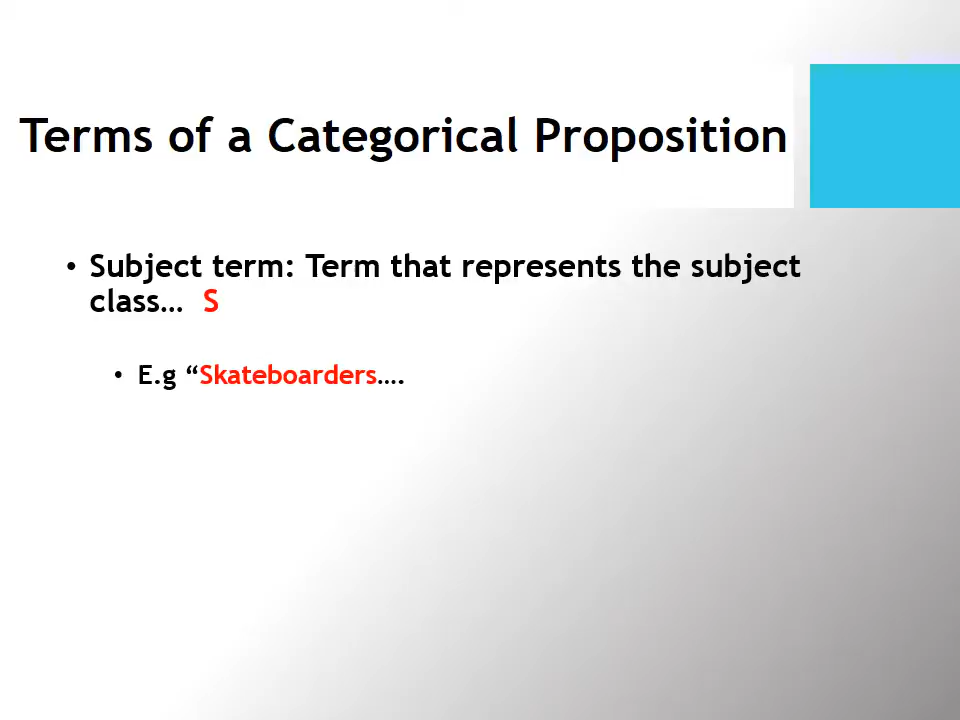 Terms of a Categorical Proposition
• Subject term: Term that represents the subject
class… S
• E.g “Skateboarders….